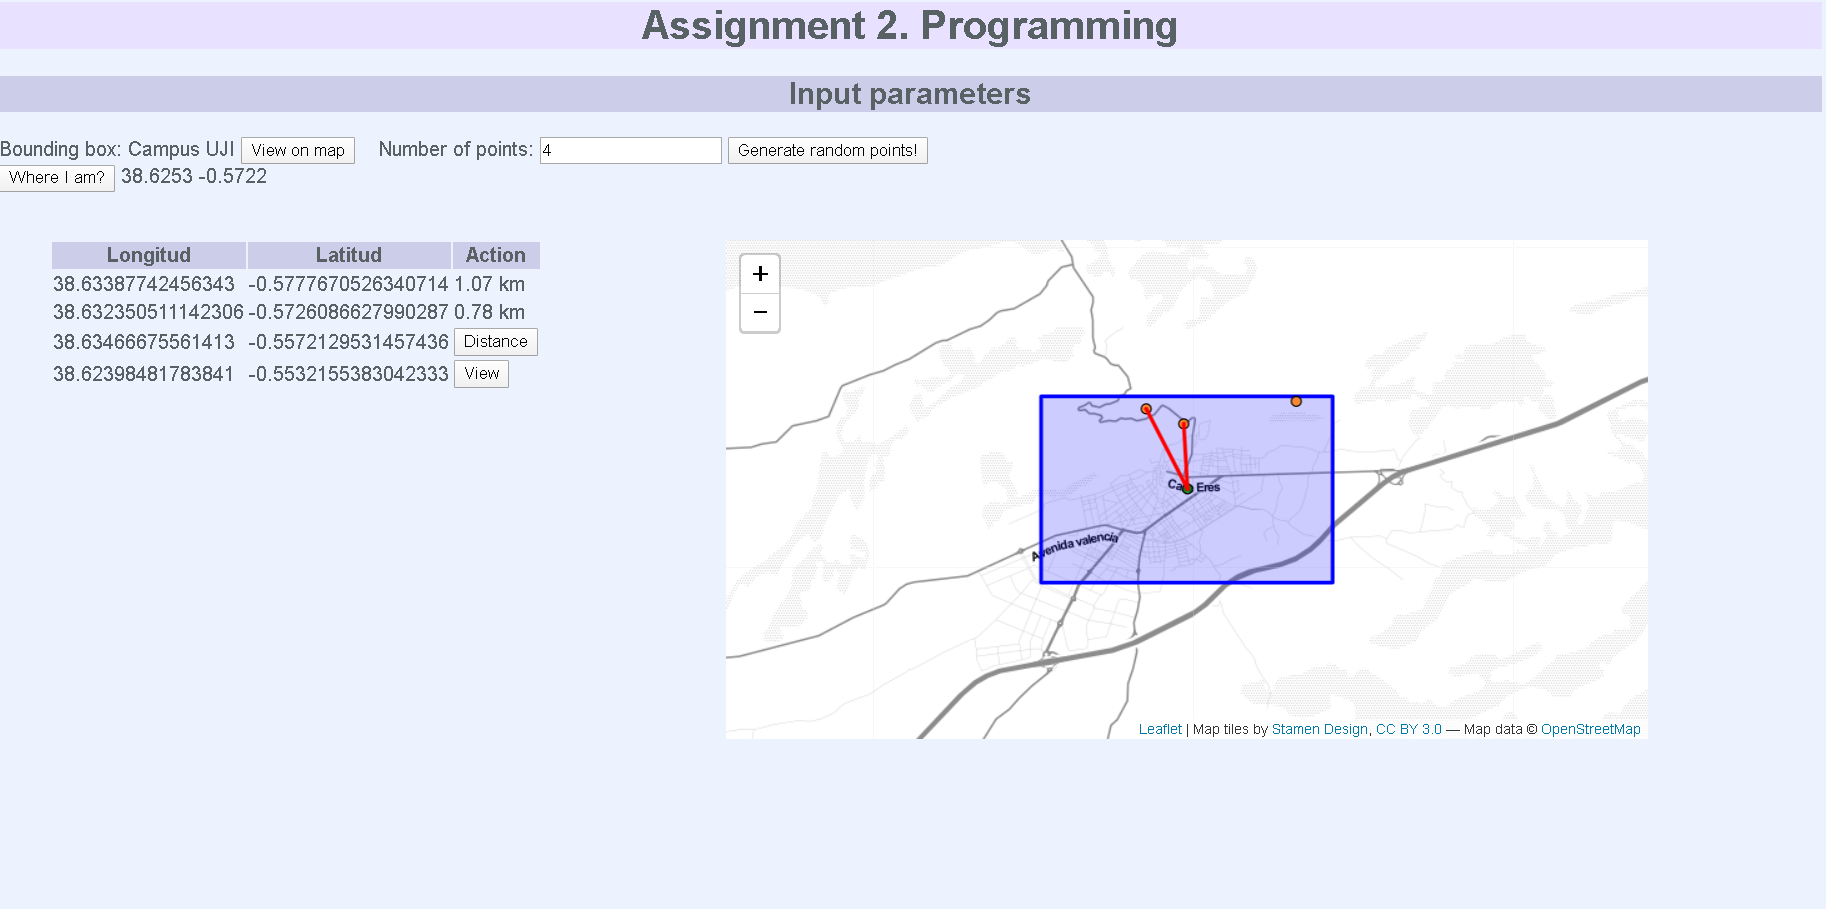 Assignment 2. Programming
Input parameters
Bounding box: Campus UJI View on map Number of points: 4 Generate random points!
Where I am? 38.6253 -0.5722
Longitud Latitud Action
38.63387742456343 -0.5777670526340714 1.07 km
38.632350511142306 -0.5726086627990287 0.78 km
38.63466675561413 -0.5572129531457436 Distance
38.62398481783841 -0.5532155383042333 View
+
−
Eres
Avenida valencía
Leaflet | Map tiles by Stamen Design, CC BY 3.0 — Map data © OpenStreetMap